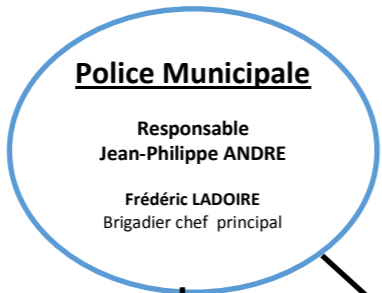 Police Municipale
Responsable
Jean-Philippe ANDRE
Frédéric LADOIRE
Brigadier chef principal